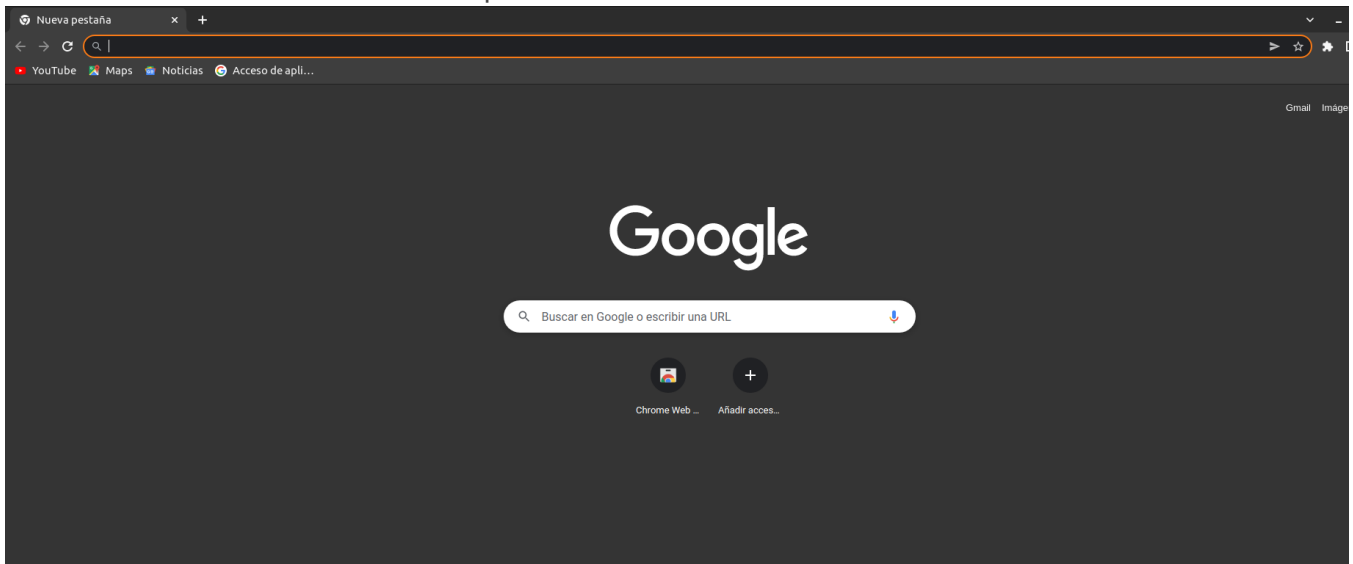 Nueva pestaña
YouTube Maps Noticias Acceso de apli...
Gmail Imáge
Google
Buscar en Google o escribir una URL
Chrome Web ... Añadir acces...